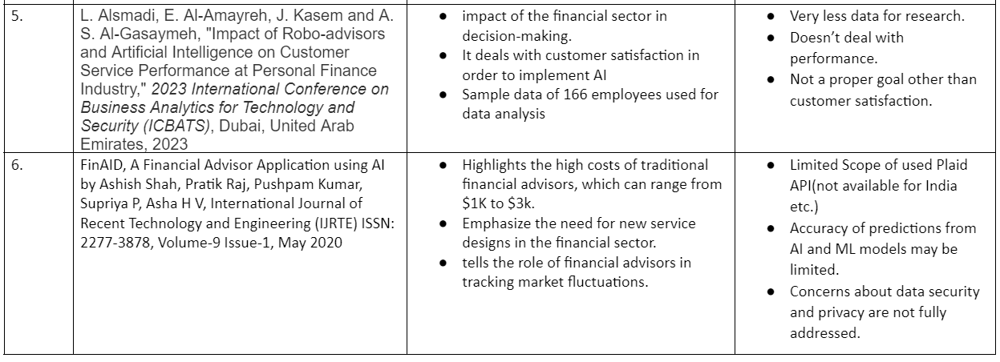 5.
L. Alsmadi, E. Al-Amayreh, J. Kasem and A.
S. Al-Gasaymeh, "Impact of Robo-advisors
and Artificial Intelligence on Customer
Service Performance at Personal Finance
Industry," 2023 International Conference on
Business Analytics for Technology and
Security (ICBATS), Dubai, United Arab
Emirates, 2023
● impact of the financial sector in
decision-making.
● It deals with customer satisfaction in
order to implement AI
● Sample data of 166 employees used for
data analysis
● Very less data for research.
● Doesn’t deal with
performance.
● Not a proper goal other than
customer satisfaction.
6.
FinAID, A Financial Advisor Application using AI
by Ashish Shah, Pratik Raj, Pushpam Kumar,
Supriya P, Asha H V, International Journal of
Recent Technology and Engineering (IJRTE) ISSN:
2277-3878, Volume-9 Issue-1, May 2020
● Highlights the high costs of traditional
financial advisors, which can range from
$1K to $3k.
● Emphasize the need for new service
designs in the financial sector.
● tells the role of financial advisors in
tracking market fluctuations.
● Limited Scope of used Plaid
API(not available for India
etc.)
● Accuracy of predictions from
AI and ML models may be
limited.
● Concerns about data security
and privacy are not fully
addressed.